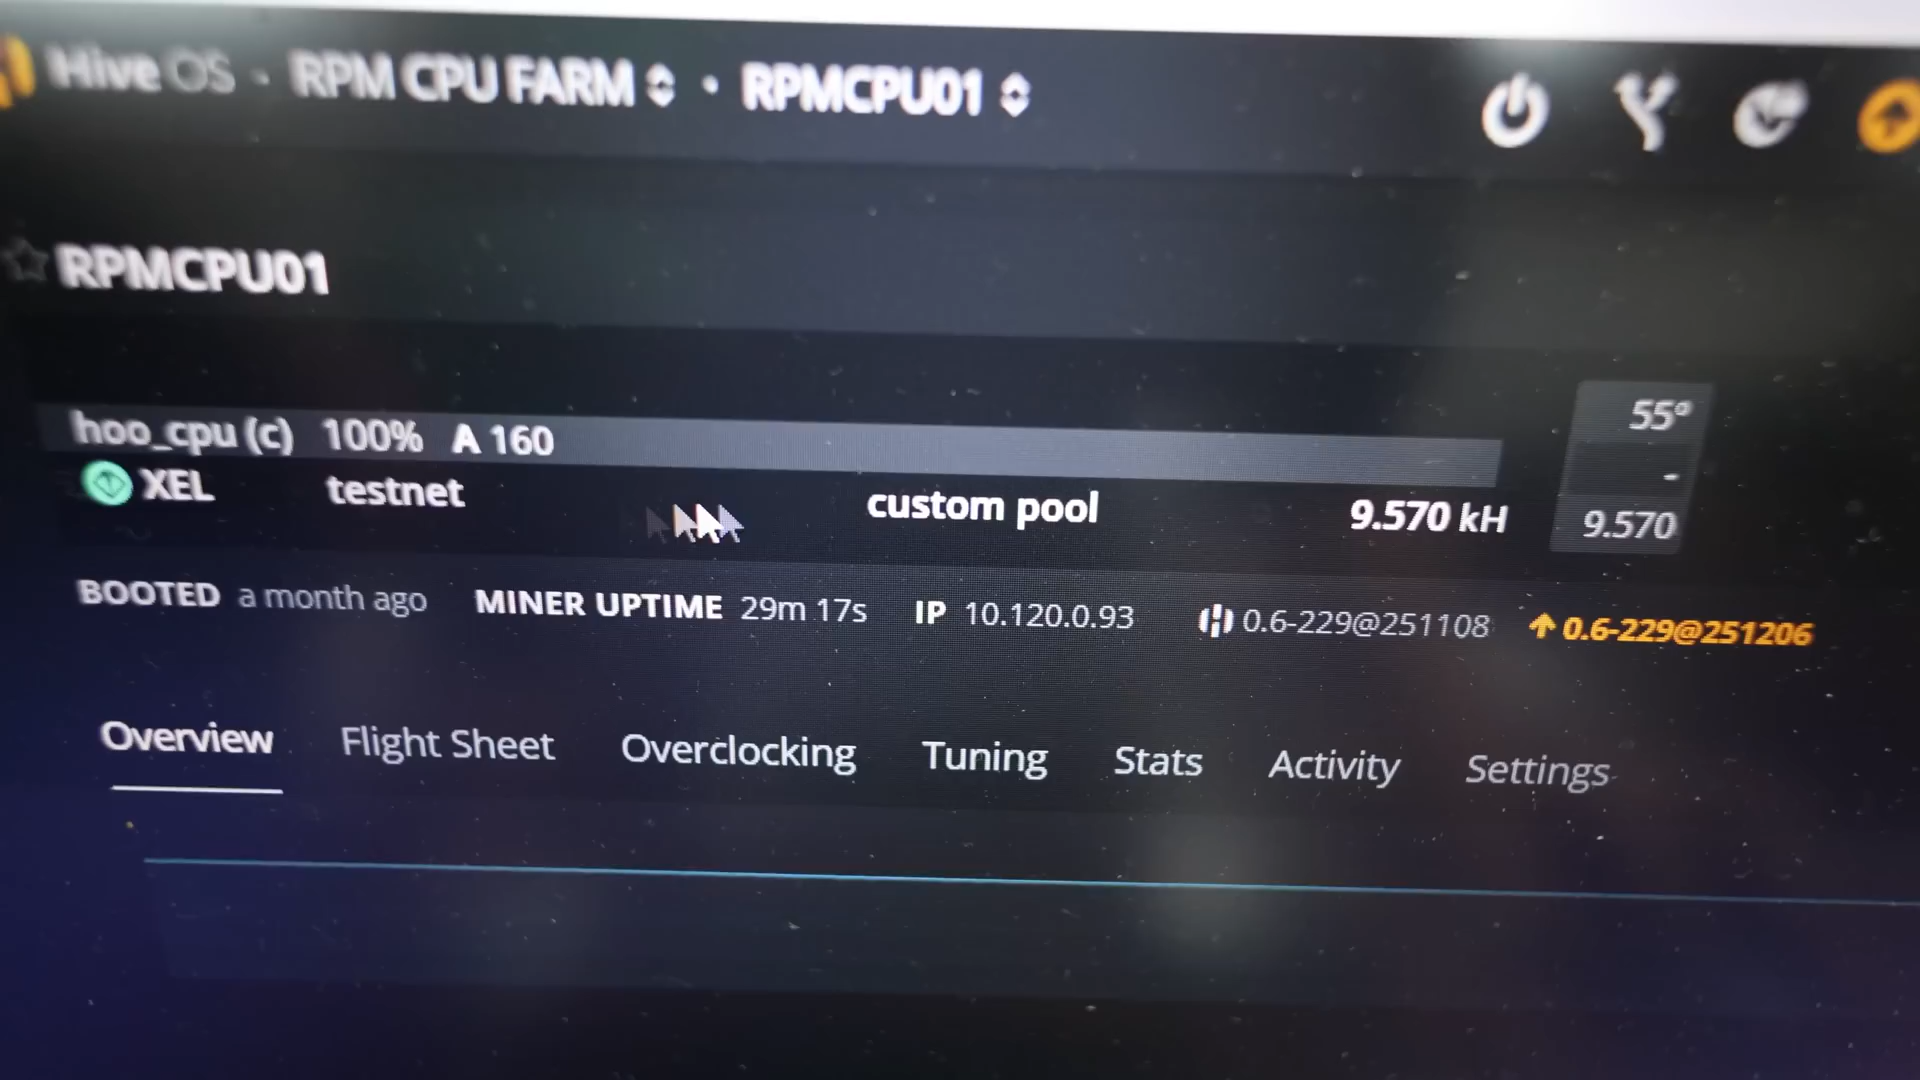 Hive OS · RPM CPU FARM · RPMCPU01
RPMCPU01
hoo_cpu (c) 100% A 160
55°
XEL testnet custom pool 9.570 kH
-
9.570
BOOTED a month ago MINER UPTIME 29m 17s IP 10.120.0.93 0.6-229@251108 0.6-229@251206
Overview Flight Sheet Overclocking Tuning Stats Activity Settings